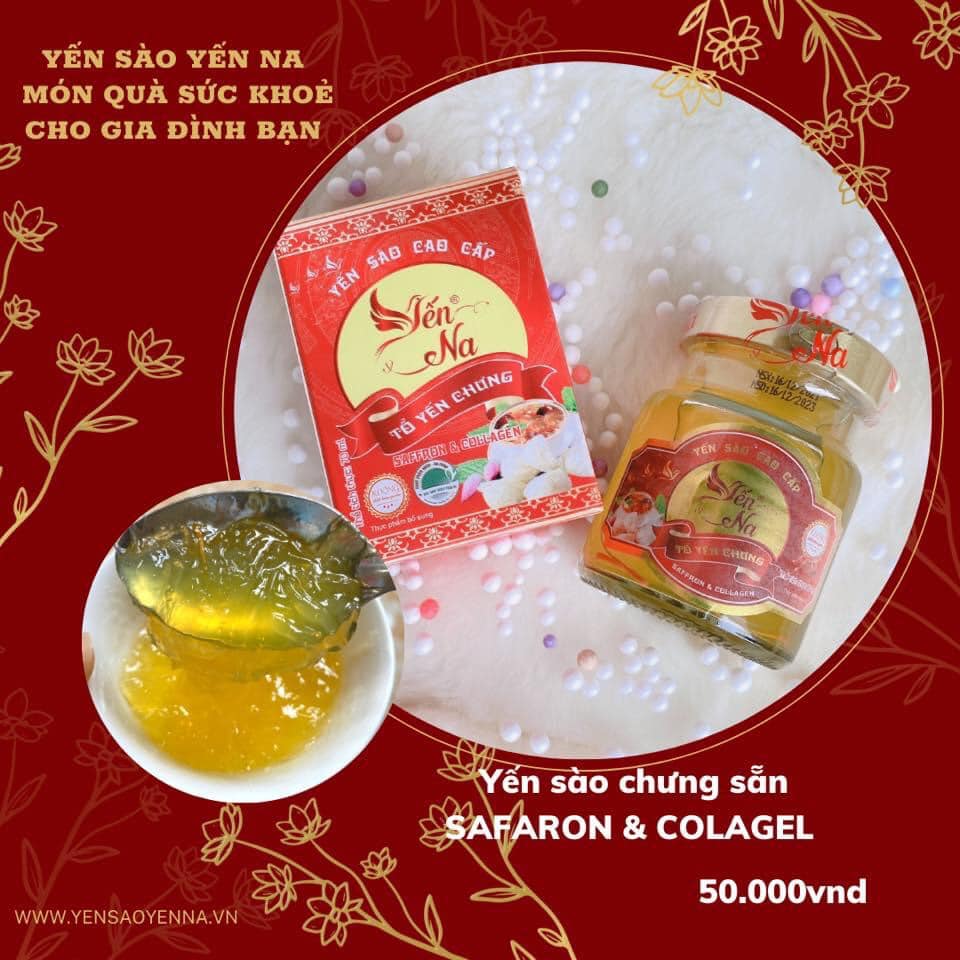 YẾN SÀO YẾN NA
MÓN QUÀ SỨC KHOẺ
CHO GIA ĐÌNH BẠN
YẾN SÀO CAO CẤP
Yến®
Na
TỔ YẾN CHƯNG
SAFFRON & COLLAGEN
Thể tích thực: 70 ml
Thực phẩm bổ sung
Yến
Na
NSX:16/12/2021
HSD:16/12/2023
YẾN SÀO CAO CẤP
Yến
Na
TỔ YẾN CHƯNG
SAFFRON & COLLAGEN
Yến sào chưng sẵn
SAFARON & COLAGEL
50.000vnd
WWW.YENSAOYENNA.VN